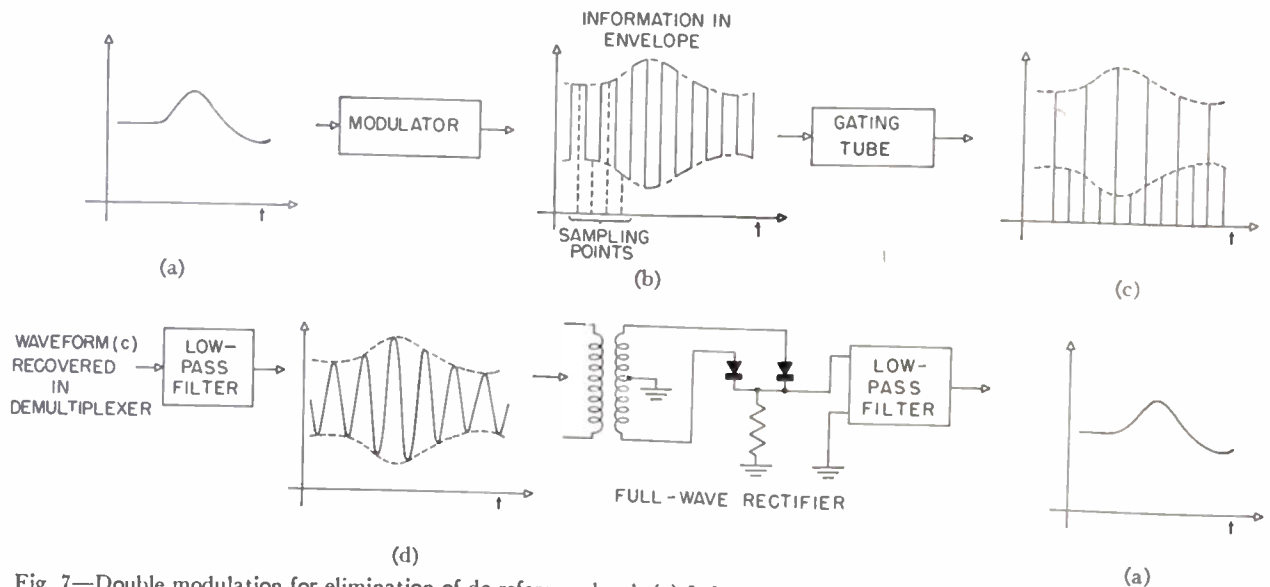 INFORMATION IN
ENVELOPE
MODULATOR
GATING
TUBE
SAMPLING
POINTS
t
t
t
(a)
(b)
(c)
WAVEFORM (c)
RECOVERED
IN
DEMULTIPLEXER
LOW-
PASS
FILTER
LOW-
PASS
FILTER
t
t
FULL-WAVE RECTIFIER
(d)
(a)
Fig. 7—Double modulation for elimination of dc reference level: (a)